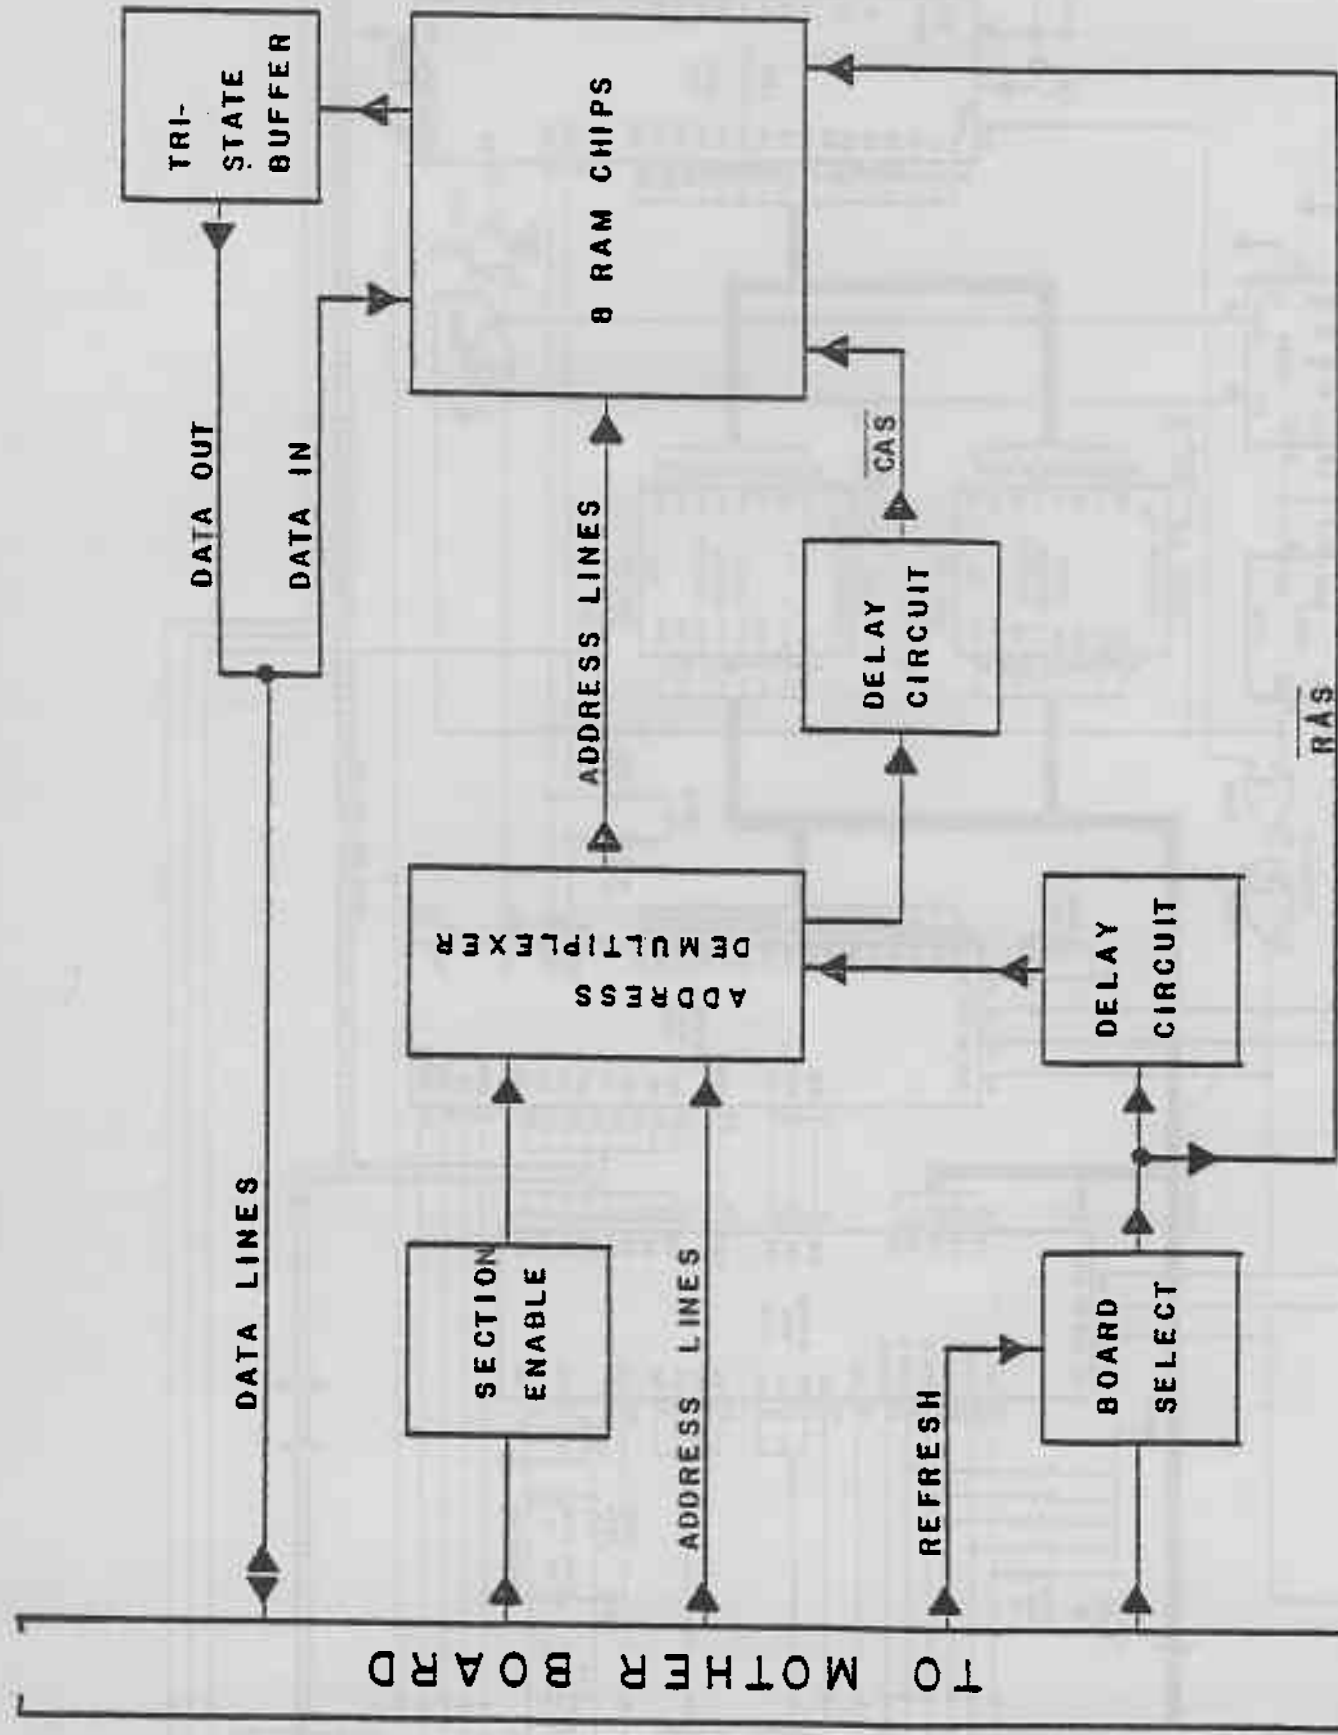 TRI-
STATE
BUFFER
8 RAM CHIPS
DATA OUT
DATA IN
ADDRESS LINES
CAS
DELAY
CIRCUIT
RAS
ADDRESS
DEMULTIPLEXER
DELAY
CIRCUIT
DATA LINES
SECTION
ENABLE
ADDRESS LINES
REFRESH
BOARD
SELECT
TO MOTHER BOARD